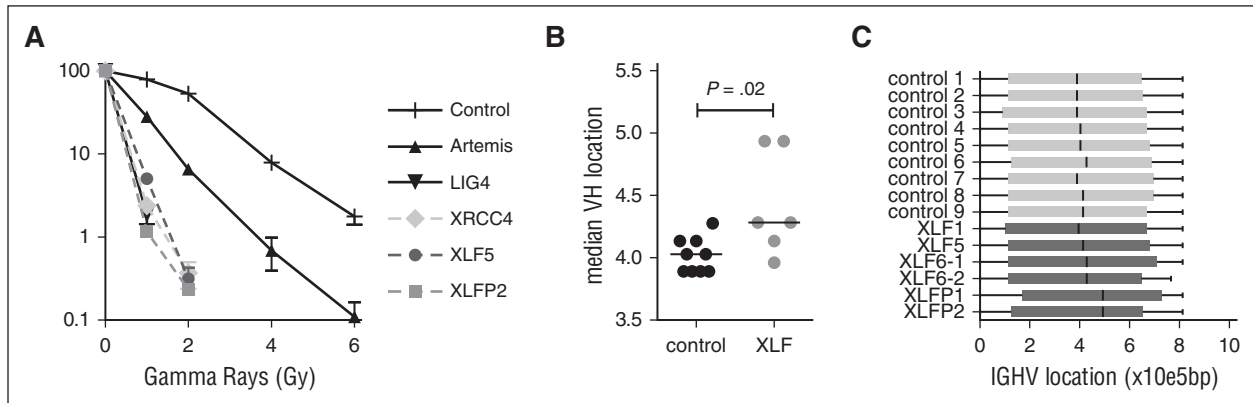 A
100
10
1
0.1
0
2
4
6
Gamma Rays (Gy)
Control
Artemis
LIG4
XRCC4
XLF5
XLFP2
B
5.5
5.0
4.5
4.0
3.5
median VH location
P = .02
control
XLF
C
control 1
control 2
control 3
control 4
control 5
control 6
control 7
control 8
control 9
XLF1
XLF5
XLF6-1
XLF6-2
XLFP1
XLFP2
0
2
4
6
8
10
IGHV location (x10e5bp)